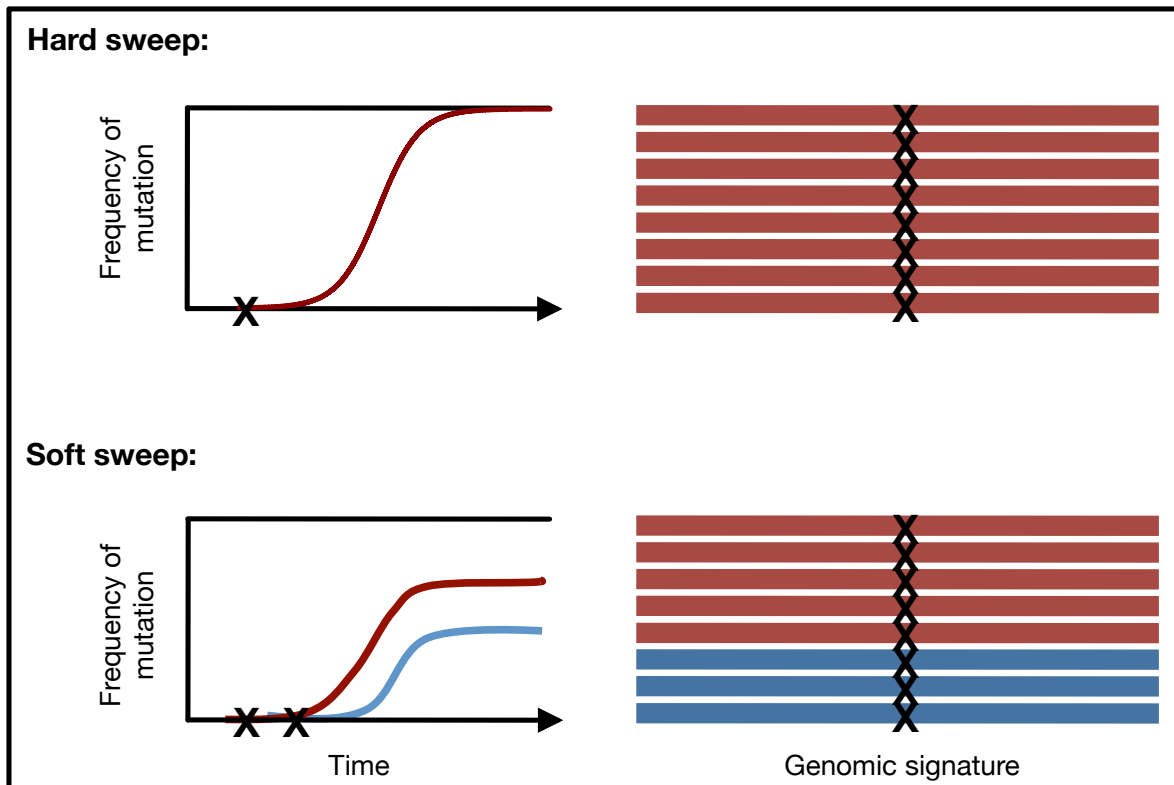 Hard sweep:
Frequency of
mutation
X
X
X
X
X
X
X
X
X
Soft sweep:
Frequency of
mutation
X X
X
X
X
X
X
X
X
X
Time
Genomic signature